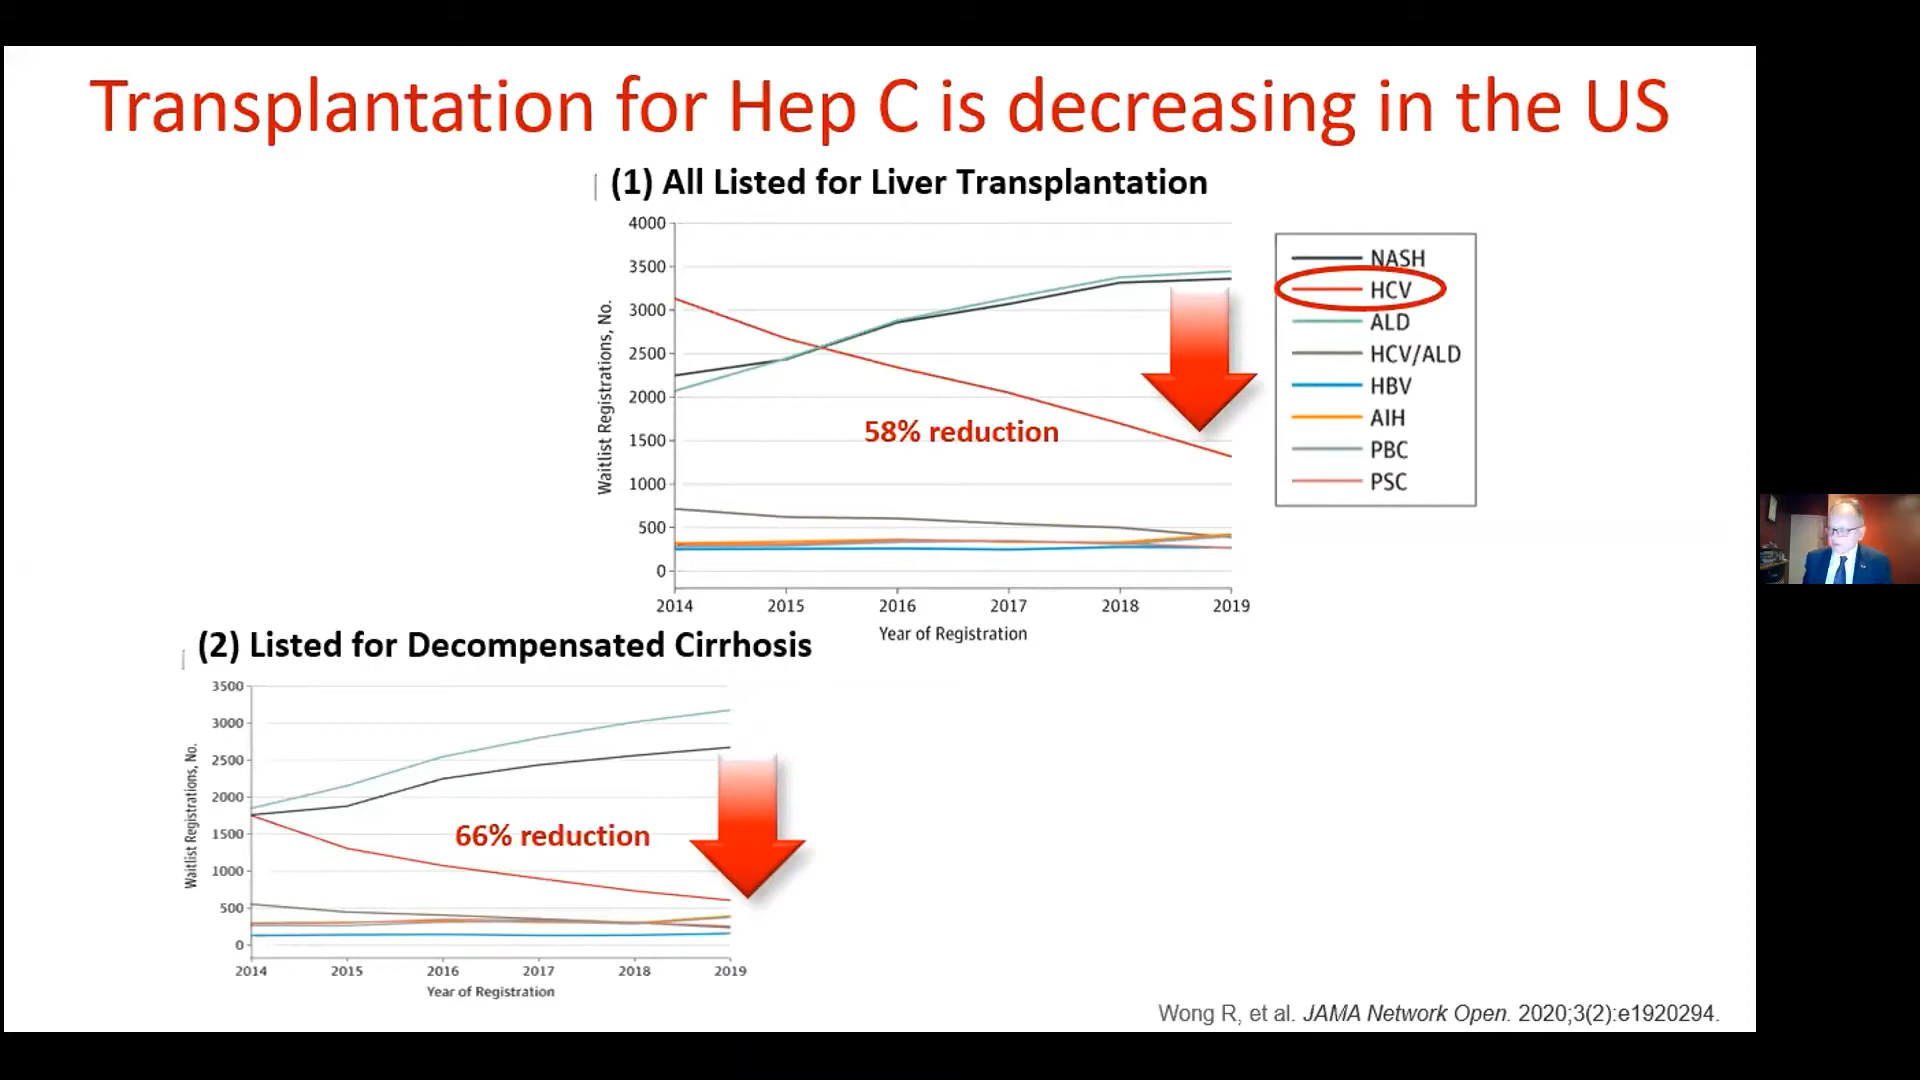 Transplantation for Hep C is decreasing in the US
(1) All Listed for Liver Transplantation
4000
3500
3000
2500
2000
1500
1000
500
0
Waitlist Registrations, No.
58% reduction
2014 2015 2016 2017 2018 2019
Year of Registration
NASH
HCV
ALD
HCV/ALD
HBV
AIH
PBC
PSC
(2) Listed for Decompensated Cirrhosis
3500
3000
2500
2000
1500
1000
500
0
Waitlist Registrations, No.
66% reduction
2014 2015 2016 2017 2018 2019
Year of Registration
Wong R, et al. JAMA Network Open. 2020;3(2):e1920294.